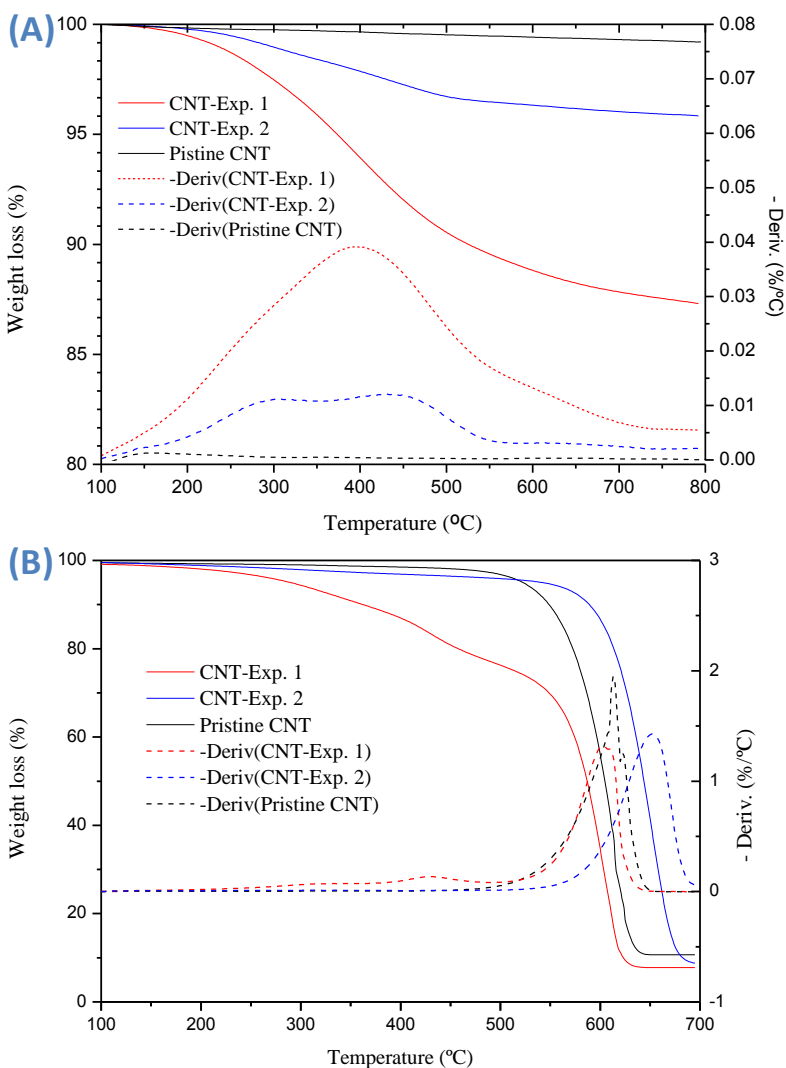 (A)
100
95
90
85
80
Weight loss (%)
CNT-Exp. 1
CNT-Exp. 2
Pistine CNT
-Deriv(CNT-Exp. 1)
-Deriv(CNT-Exp. 2)
-Deriv(Pristine CNT)
0.08
0.07
0.06
0.05
0.04
0.03
0.02
0.01
0.00
- Deriv. (%/ºC)
100 200 300 400 500 600 700 800
Temperature (ºC)
(B)
100
80
60
40
20
0
Weight loss (%)
CNT-Exp. 1
CNT-Exp. 2
Pristine CNT
-Deriv(CNT-Exp. 1)
-Deriv(CNT-Exp. 2)
-Deriv(Pristine CNT)
3
2
1
0
-1
- Deriv. (%/ºC)
100 200 300 400 500 600 700
Temperature (ºC)